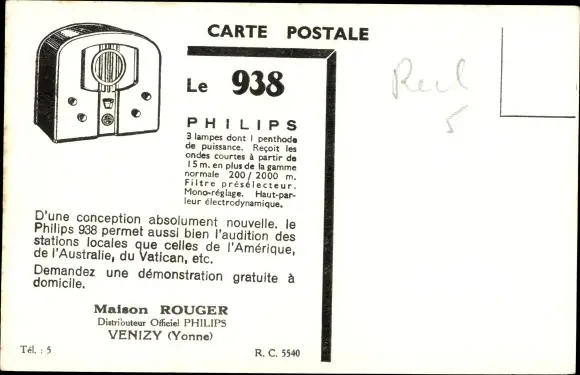 CARTE POSTALE
Le 938
PHILIPS
3 lampes dont 1 penthode
de puissance. Reçoit les
ondes courtes à partir de
15 m. en plus de la gamme
normale 200/2000 m.
Filtre présélecteur.
Mono-réglage. Haut-par-
leur électrodynamique.
D'une conception absolument nouvelle, le
Philips 938 permet aussi bien l'audition des
stations locales que celles de l'Amérique,
de l'Australie, du Vatican, etc.
Demandez une démonstration gratuite à
domicile.
Maison ROUGER
Distributeur Officiel PHILIPS
VENIZY (Yonne)
Tél. : 5
R. C. 5540
5